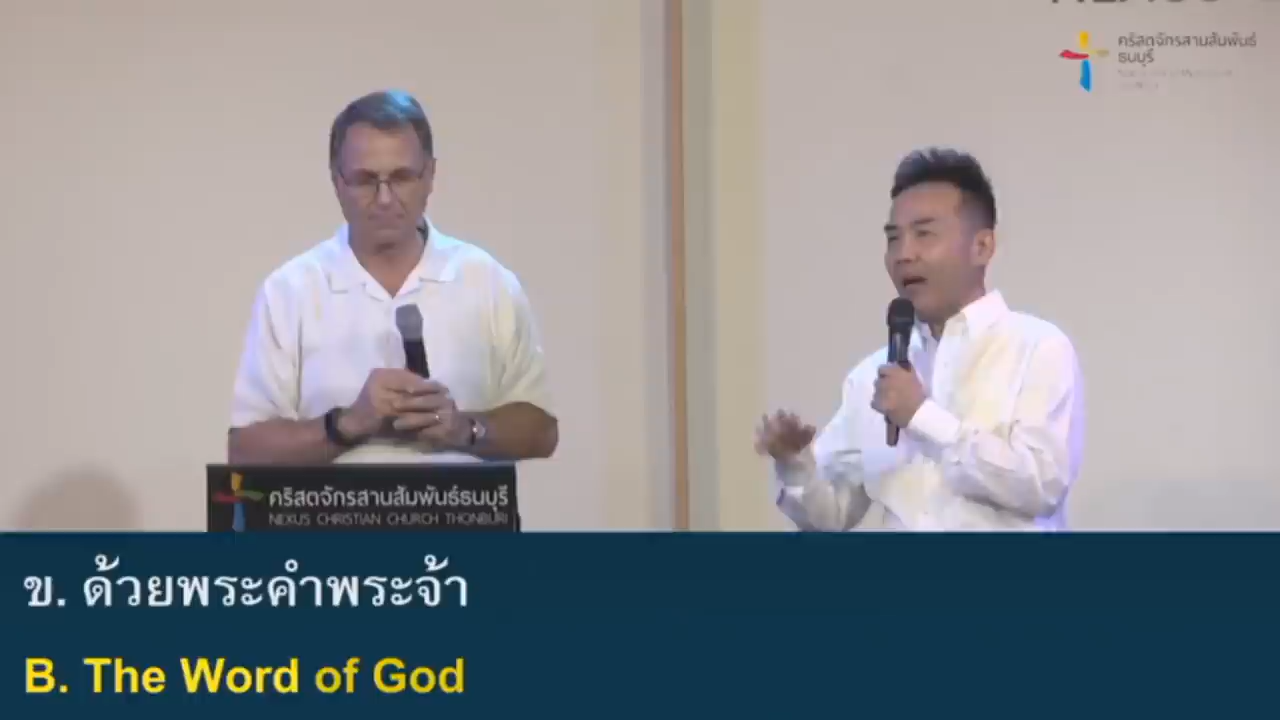 คริสตจักรสานสัมพันธ์
ธนบุรี
คริสตจักรสานสัมพันธ์ธนบุรี
NEXUS CHRISTIAN CHURCH THONBURI
ข. ด้วยพระคำพระจ้า
B. The Word of God